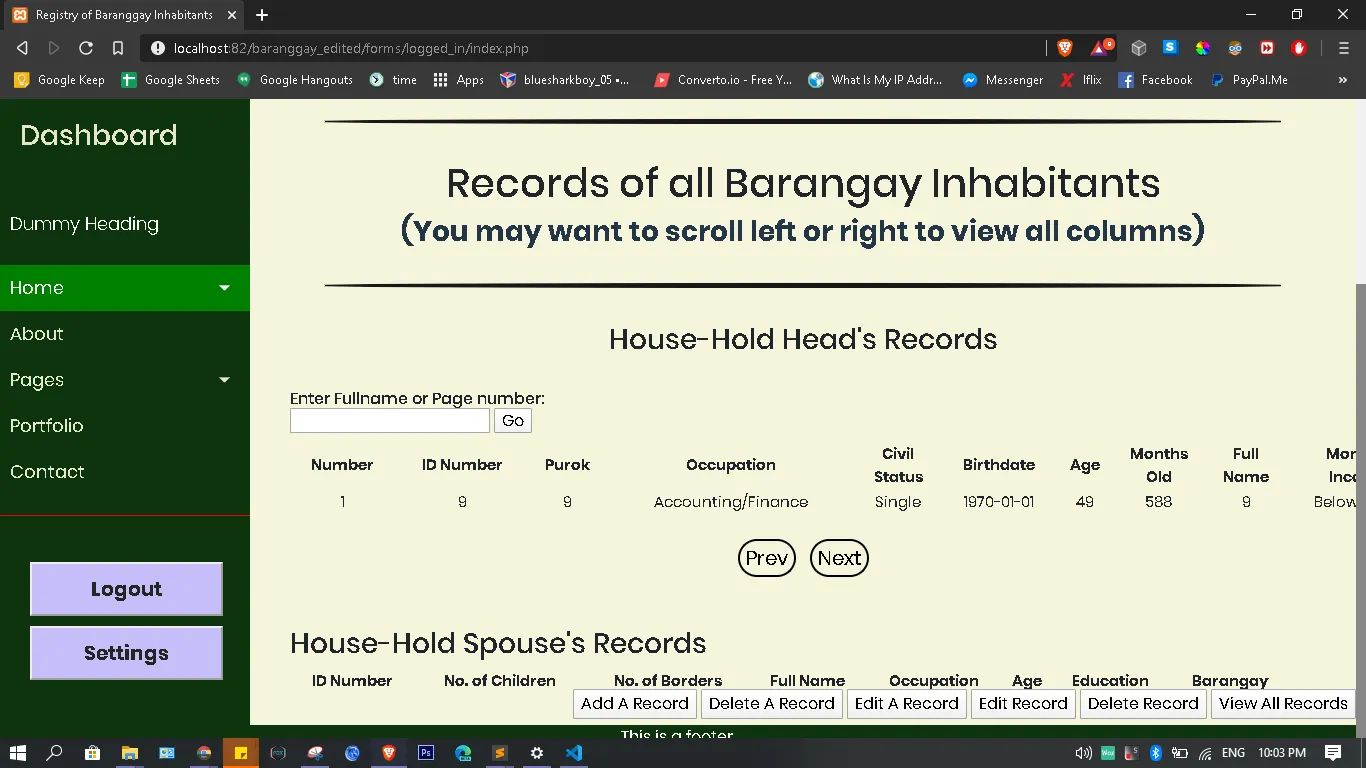 Registry of Baranggay Inhabitants
localhost:82/baranggay_edited/forms/logged_in/index.php
Google Keep Google Sheets Google Hangouts time Apps bluesharkboy_05 •... Converto.io - Free Y... What Is My IP Addr... Messenger Iflix Facebook PayPal.Me »
Dashboard
Dummy Heading
Home
About
Pages
Portfolio
Contact
Logout
Settings
Records of all Barangay Inhabitants
(You may want to scroll left or right to view all columns)
House-Hold Head's Records
Enter Fullname or Page number:
Go
Number ID Number Purok Occupation Civil Status Birthdate Age Months Old Full Name Mon Inco
1 9 9 Accounting/Finance Single 1970-01-01 49 588 9 Below
Prev Next
House-Hold Spouse's Records
ID Number No. of Children No. of Borders Full Name Occupation Age Education Barangay
Add A Record Delete A Record Edit A Record Edit Record Delete Record View All Records
This is a footer
ENG 10:03 PM